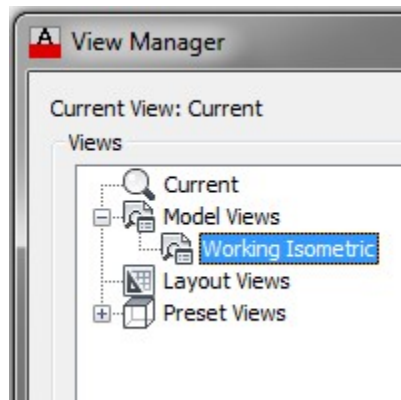 View Manager
Current View: Current
Views
Current
Model Views
Working Isometric
Layout Views
Preset Views